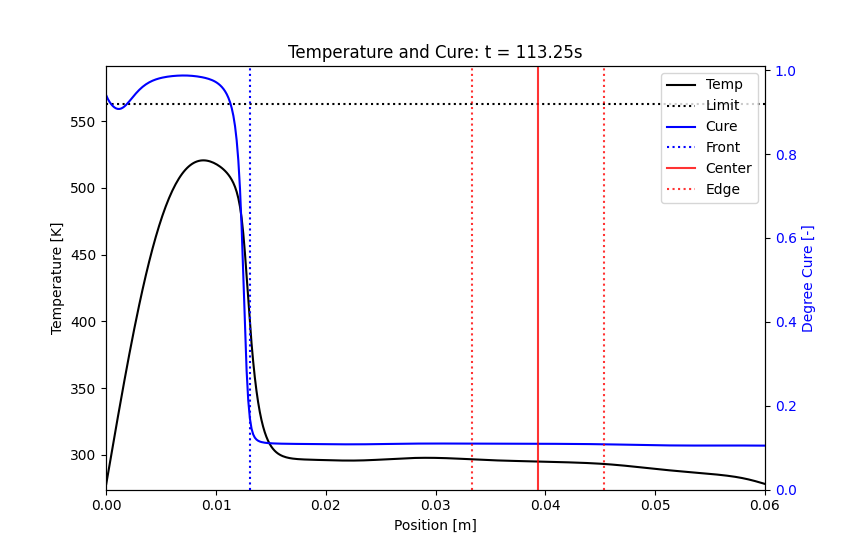 Temperature and Cure: t = 113.25s
Temp
Limit
Cure
Front
Center
Edge
Temperature [K]
550
500
450
400
350
300
Degree Cure [-]
1.0
0.8
0.6
0.4
0.2
0.0
0.00 0.01 0.02 0.03 0.04 0.05 0.06
Position [m]